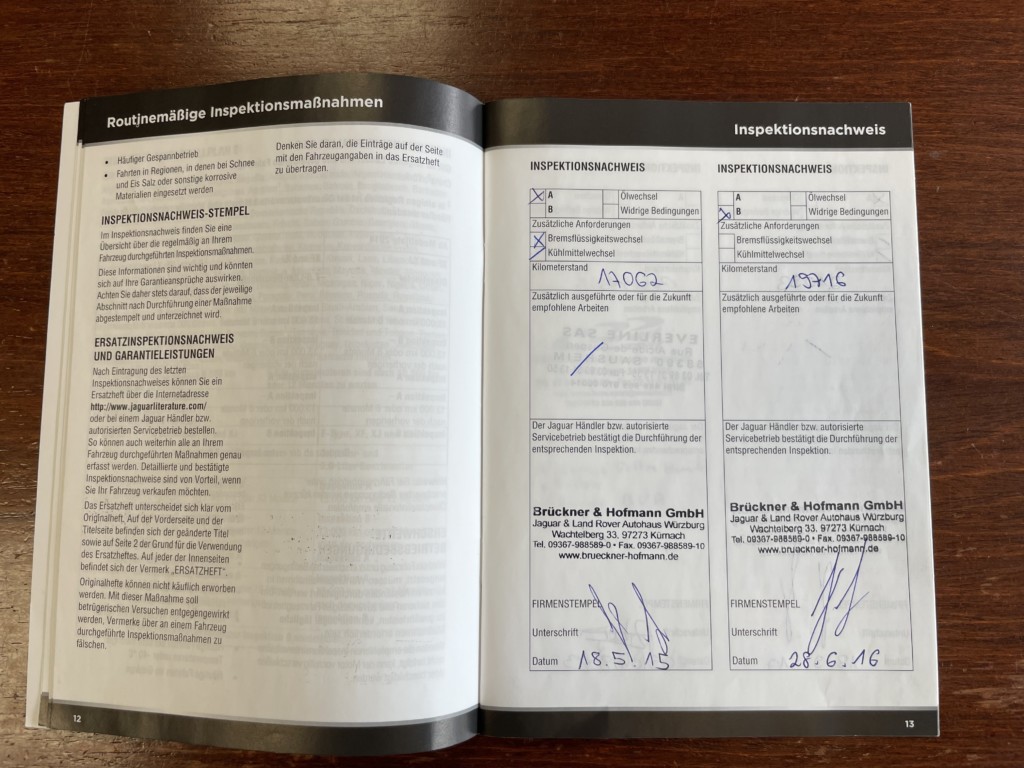 Routinemäßige Inspektionsmaßnahmen
• Häufiger Gespannbetrieb
• Fahrten in Regionen, in denen bei Schnee
und Eis Salz oder sonstige korrosive
Materialien eingesetzt werden
INSPEKTIONSNACHWEIS-STEMPEL
Im Inspektionsnachweis finden Sie eine
Übersicht über die regelmäßig an Ihrem
Fahrzeug durchgeführten Inspektionsmaßnahmen.
Diese Informationen sind wichtig und könnten
sich auf Ihre Garantieansprüche auswirken.
Achten Sie daher stets darauf, dass der jeweilige
Abschnitt nach Durchführung einer Maßnahme
abgestempelt und unterzeichnet wird.
ERSATZINSPEKTIONSNACHWEIS
UND GARANTIELEISTUNGEN
Nach Eintragung des letzten
Inspektionsnachweises können Sie ein
Ersatzheft über die Internetadresse
http://www.jaguarliterature.com/
oder bei einem Jaguar Händler bzw.
autorisierten Servicebetrieb bestellen.
So können auch weiterhin alle an Ihrem
Fahrzeug durchgeführten Maßnahmen genau
erfasst werden. Detaillierte und bestätigte
Inspektionsnachweise sind von Vorteil, wenn
Sie Ihr Fahrzeug verkaufen möchten.
Das Ersatzheft unterscheidet sich klar vom
Originalheft. Auf der Vorderseite und der
Titelseite befinden sich der geänderte Titel
sowie auf Seite 2 der Grund für die Verwendung
des Ersatzheftes. Auf jeder der Innenseiten
befindet sich der Vermerk „ERSATZHEFT".
Originalhefte können nicht käuflich erworben
werden. Mit dieser Maßnahme soll
betrügerischen Versuchen entgegengewirkt
werden, Vermerke über an einem Fahrzeug
durchgeführte Inspektionsmaßnahmen zu
fälschen.
Denken Sie daran, die Einträge auf der Seite
mit den Fahrzeugangaben in das Ersatzheft
zu übertragen.
12
Inspektionsnachweis
INSPEKTIONSNACHWEIS
A Ölwechsel
B Widrige Bedingungen
Zusätzliche Anforderungen
Bremsflüssigkeitswechsel
Kühlmittelwechsel
Kilometerstand
17062
Zusätzlich ausgeführte oder für die Zukunft
empfohlene Arbeiten
Der Jaguar Händler bzw. autorisierte
Servicebetrieb bestätigt die Durchführung der
entsprechenden Inspektion.
Brückner & Hofmann GmbH
Jaguar & Land Rover Autohaus Würzburg
Wachtelberg 33, 97273 Kürnach
Tel. 09367-988589-0 • Fax. 09367-988589-10
www.brueckner-hofmann.de
FIRMENSTEMPEL
Unterschrift
Datum 18.5.15
INSPEKTIONSNACHWEIS
A Ölwechsel
B Widrige Bedingungen
Zusätzliche Anforderungen
Bremsflüssigkeitswechsel
Kühlmittelwechsel
Kilometerstand
19716
Zusätzlich ausgeführte oder für die Zukunft
empfohlene Arbeiten
Der Jaguar Händler bzw. autorisierte
Servicebetrieb bestätigt die Durchführung der
entsprechenden Inspektion.
Brückner & Hofmann GmbH
Jaguar & Land Rover Autohaus Würzburg
Wachtelberg 33, 97273 Kürnach
Tel. 09367-988589-0 • Fax. 09367-988589-10
www.brueckner-hofmann.de
FIRMENSTEMPEL
Unterschrift
Datum 28.6.16
13